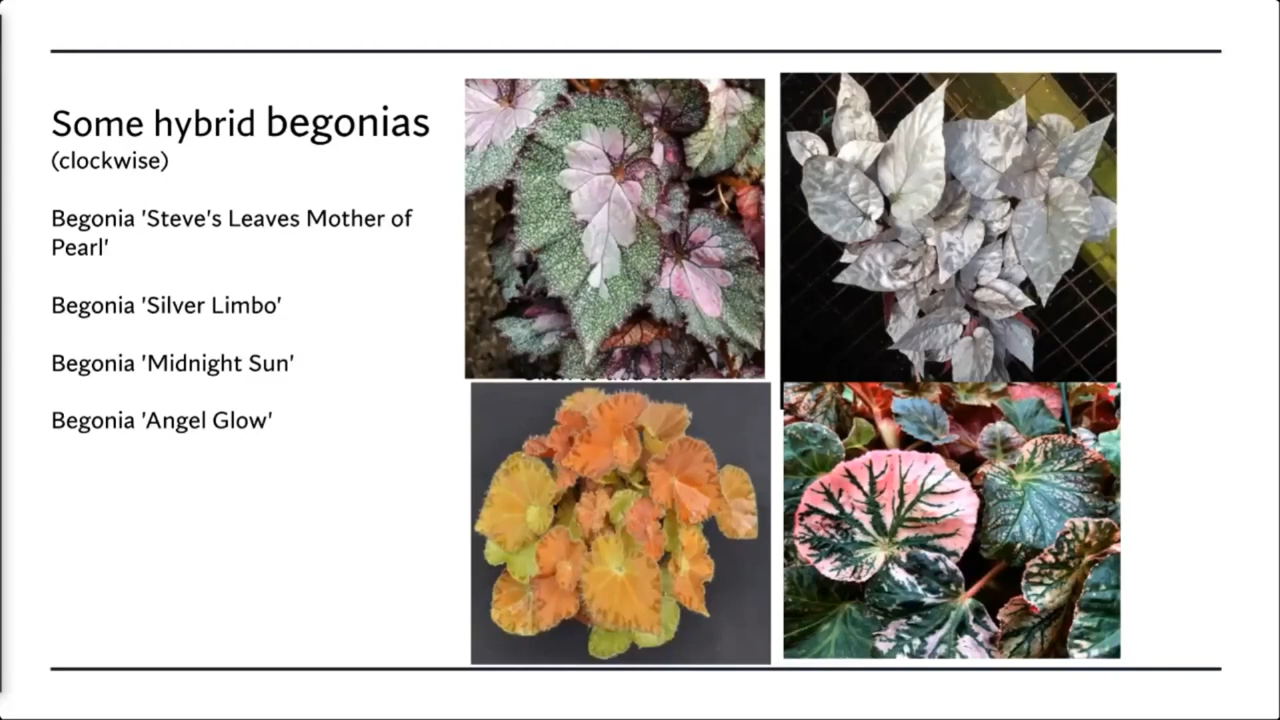 Some hybrid begonias
(clockwise)
Begonia 'Steve's Leaves Mother of
Pearl'
Begonia 'Silver Limbo'
Begonia 'Midnight Sun'
Begonia 'Angel Glow'